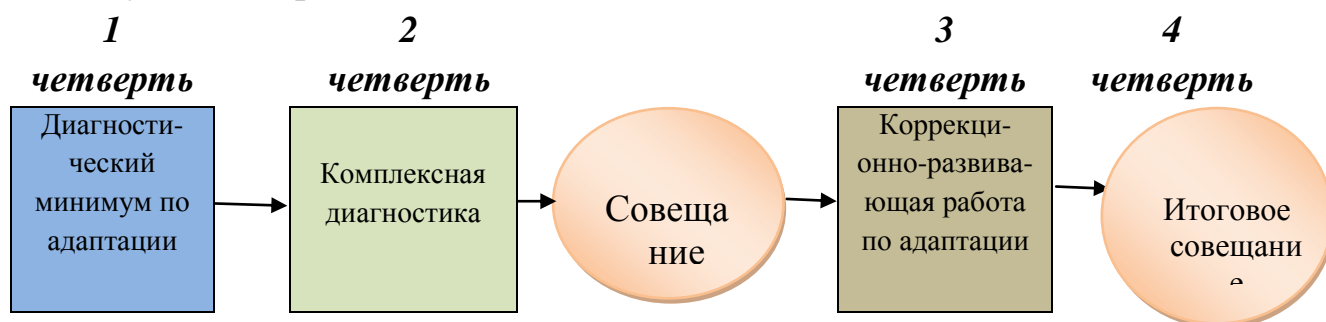 1
четверть
2
четверть
3
четверть
4
четверть
Диагности-
ческий
минимум по
адаптации
Комплексная
диагностика
Совеща
ние
Коррекци-
онно-развива-
ющая работа
по адаптации
Итоговое
совещани
е